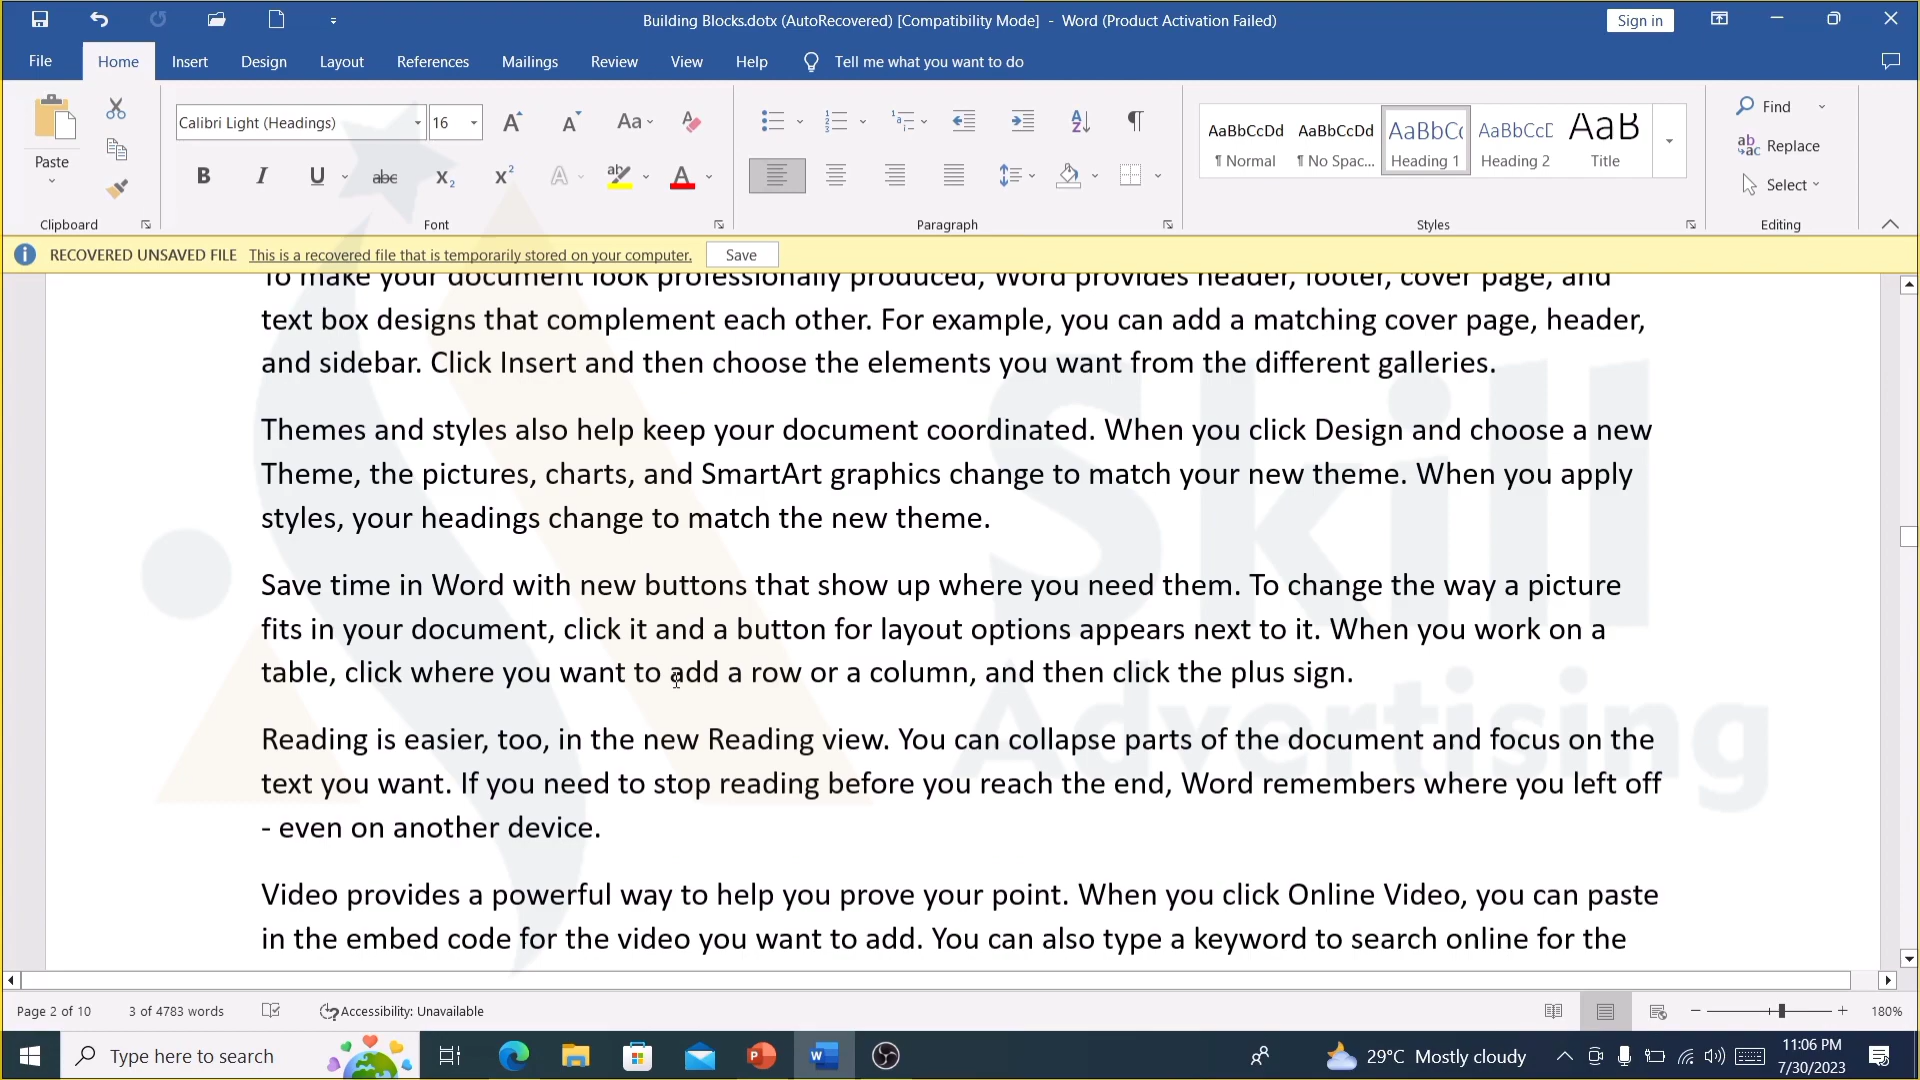 Building Blocks.dotx (AutoRecovered) [Compatibility Mode] - Word (Product Activation Failed)
Sign in
File Home Insert Design Layout References Mailings Review View Help Tell me what you want to do
Calibri Light (Headings) 16 Aa
Paste
B I U abc X2 X2 A ab A
AaBbCcDd AaBbCcDd AaBbCc AaBbCcD AaB
¶ Normal ¶ No Spac... Heading 1 Heading 2 Title
Find
Replace
Select
Clipboard Font Paragraph Styles Editing
RECOVERED UNSAVED FILE This is a recovered file that is temporarily stored on your computer. Save
To make your document look professionally produced, Word provides header, footer, cover page, and
text box designs that complement each other. For example, you can add a matching cover page, header,
and sidebar. Click Insert and then choose the elements you want from the different galleries.
Themes and styles also help keep your document coordinated. When you click Design and choose a new
Theme, the pictures, charts, and SmartArt graphics change to match your new theme. When you apply
styles, your headings change to match the new theme.
Save time in Word with new buttons that show up where you need them. To change the way a picture
fits in your document, click it and a button for layout options appears next to it. When you work on a
table, click where you want to add a row or a column, and then click the plus sign.
Reading is easier, too, in the new Reading view. You can collapse parts of the document and focus on the
text you want. If you need to stop reading before you reach the end, Word remembers where you left off
- even on another device.
Video provides a powerful way to help you prove your point. When you click Online Video, you can paste
in the embed code for the video you want to add. You can also type a keyword to search online for the
Skill
Advertising
Page 2 of 10 3 of 4783 words Accessibility: Unavailable 180%
Type here to search
29°C Mostly cloudy
11:06 PM
7/30/2023